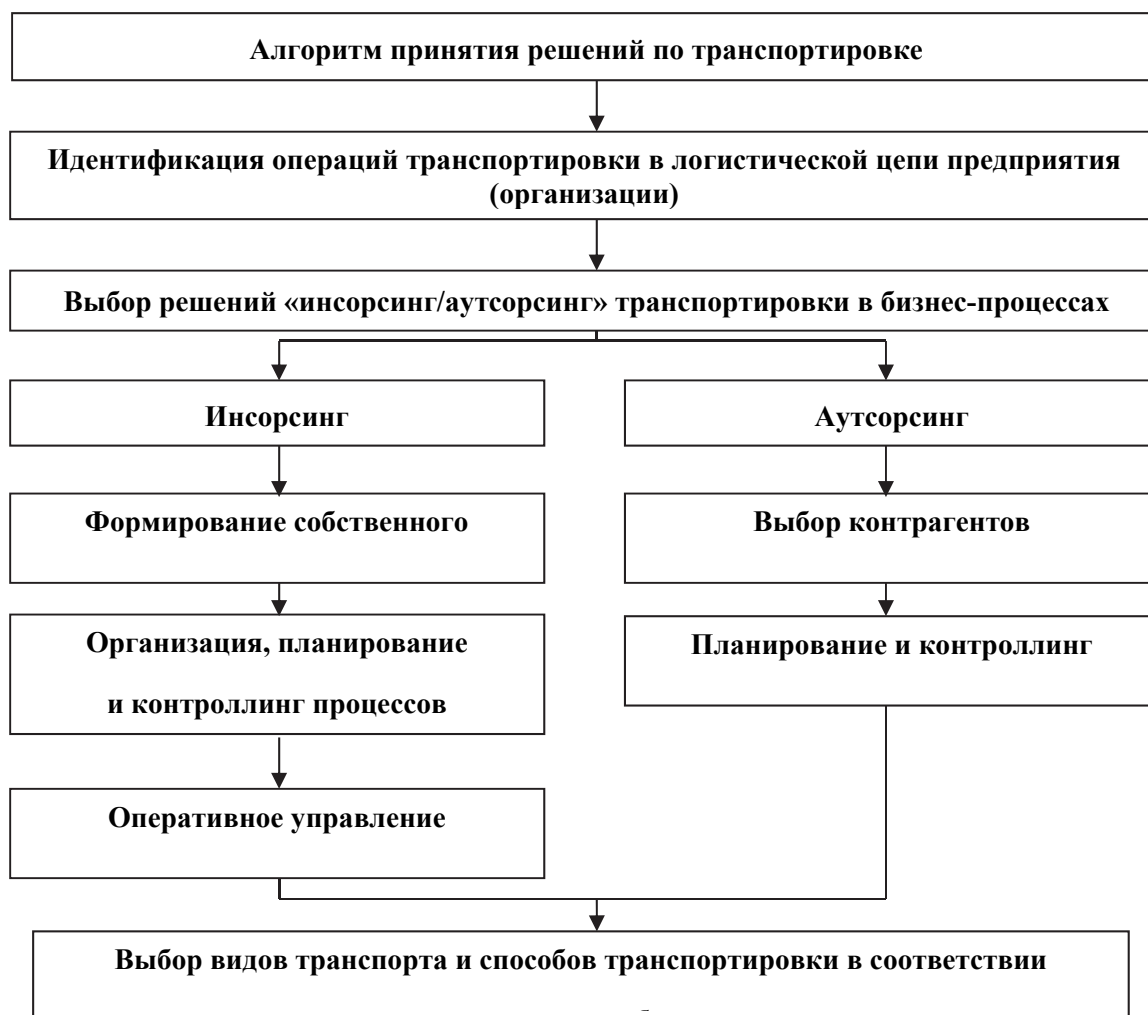 Алгоритм принятия решений по транспортировке
Идентификация операций транспортировки в логистической цепи предприятия
(организации)
Выбор решений «инсорсинг/аутсорсинг» транспортировки в бизнес-процессах
Инсорсинг
Аутсорсинг
Формирование собственного
Выбор контрагентов
Организация, планирование
и контроллинг процессов
Планирование и контроллинг
Оперативное управление
Выбор видов транспорта и способов транспортировки в соответствии